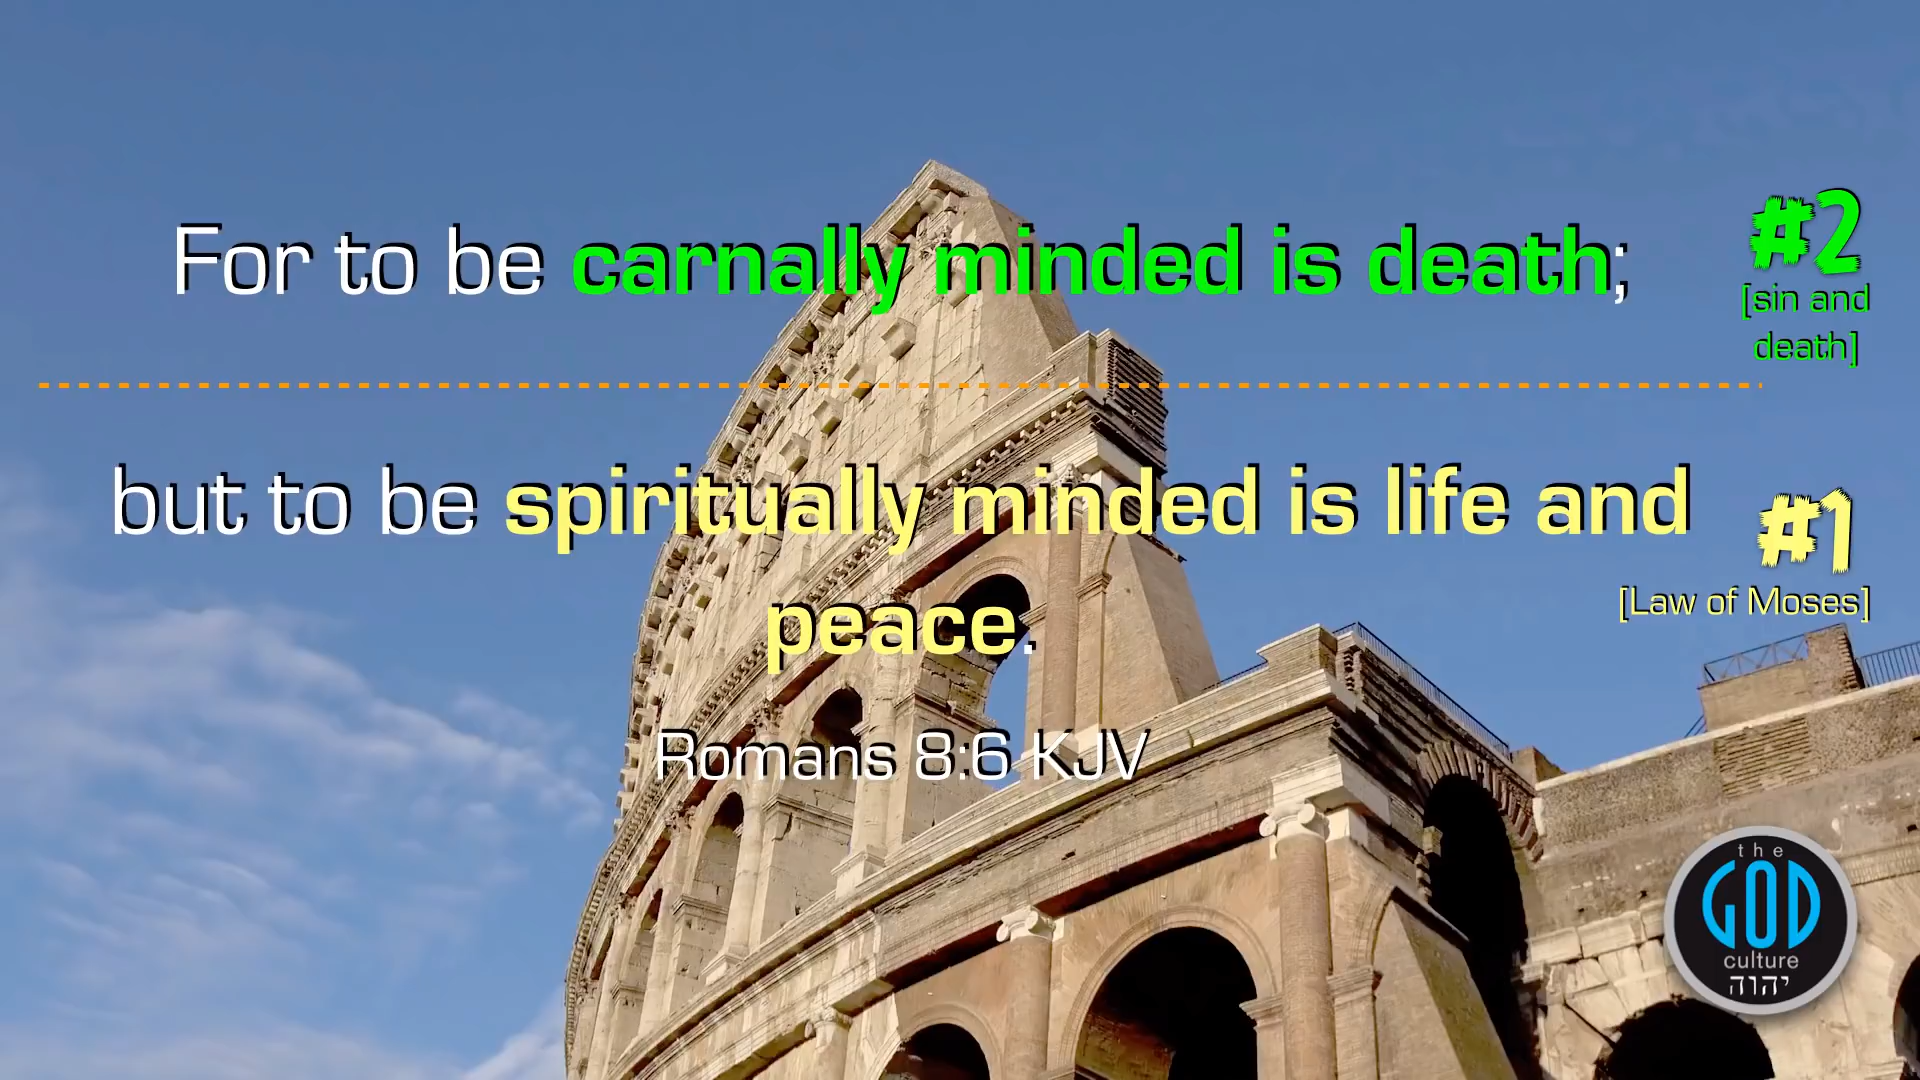 For to be carnally minded is death;
#2
[sin and
death]
but to be spiritually minded is life and
peace.
#1
[Law of Moses]
Romans 8:6 KJV
the
GOD
culture
יהוה